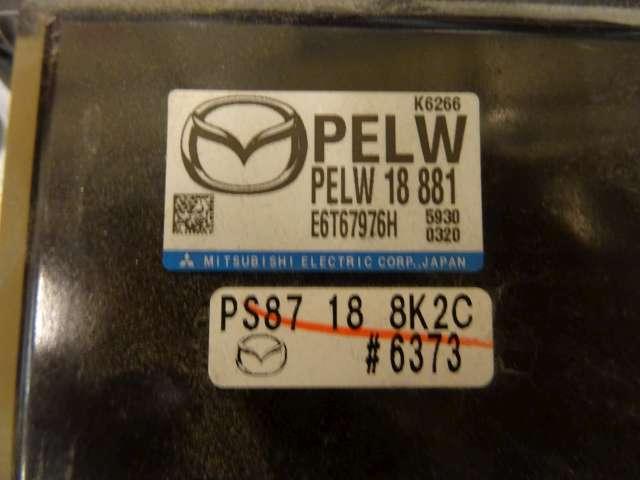 K6266
PELW
PELW 18 881
E6T67976H 5930
0320
MITSUBISHI ELECTRIC CORP., JAPAN
PS87 18 8K2C
#6373